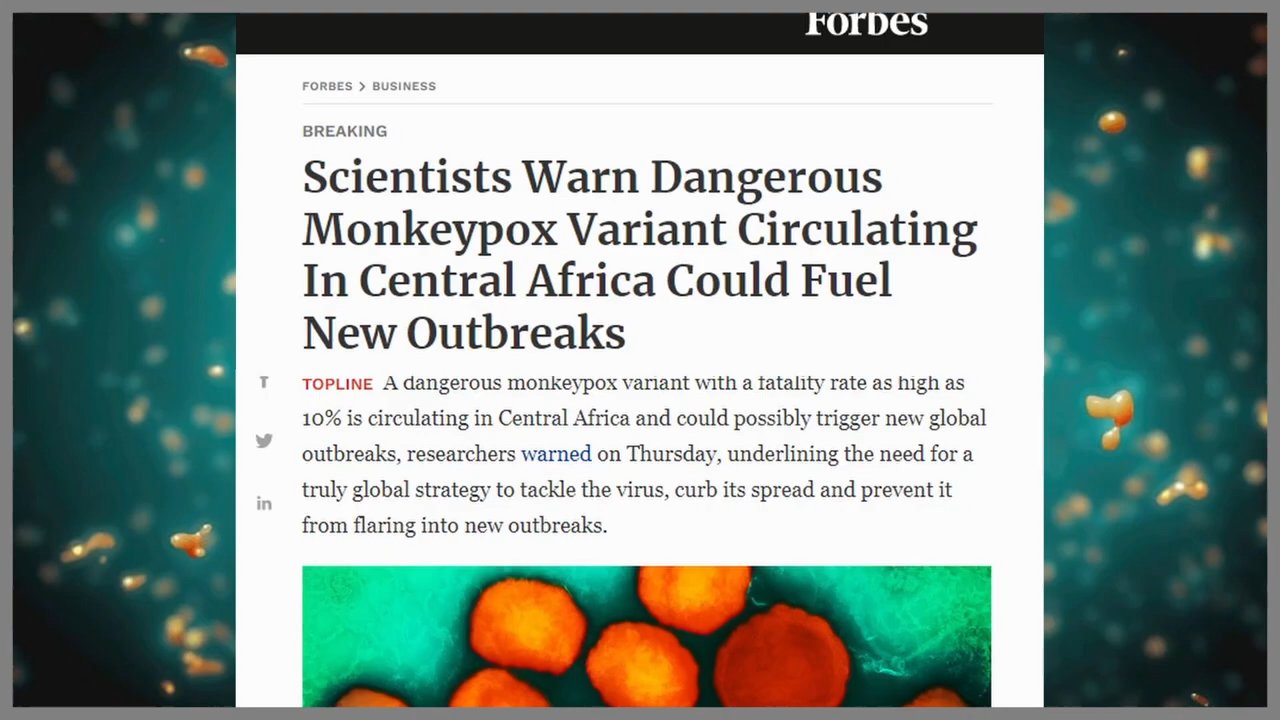 Forbes
FORBES > BUSINESS
BREAKING
Scientists Warn Dangerous
Monkeypox Variant Circulating
In Central Africa Could Fuel
New Outbreaks
TOPLINE A dangerous monkeypox variant with a fatality rate as high as
10% is circulating in Central Africa and could possibly trigger new global
outbreaks, researchers warned on Thursday, underlining the need for a
truly global strategy to tackle the virus, curb its spread and prevent it
from flaring into new outbreaks.
in